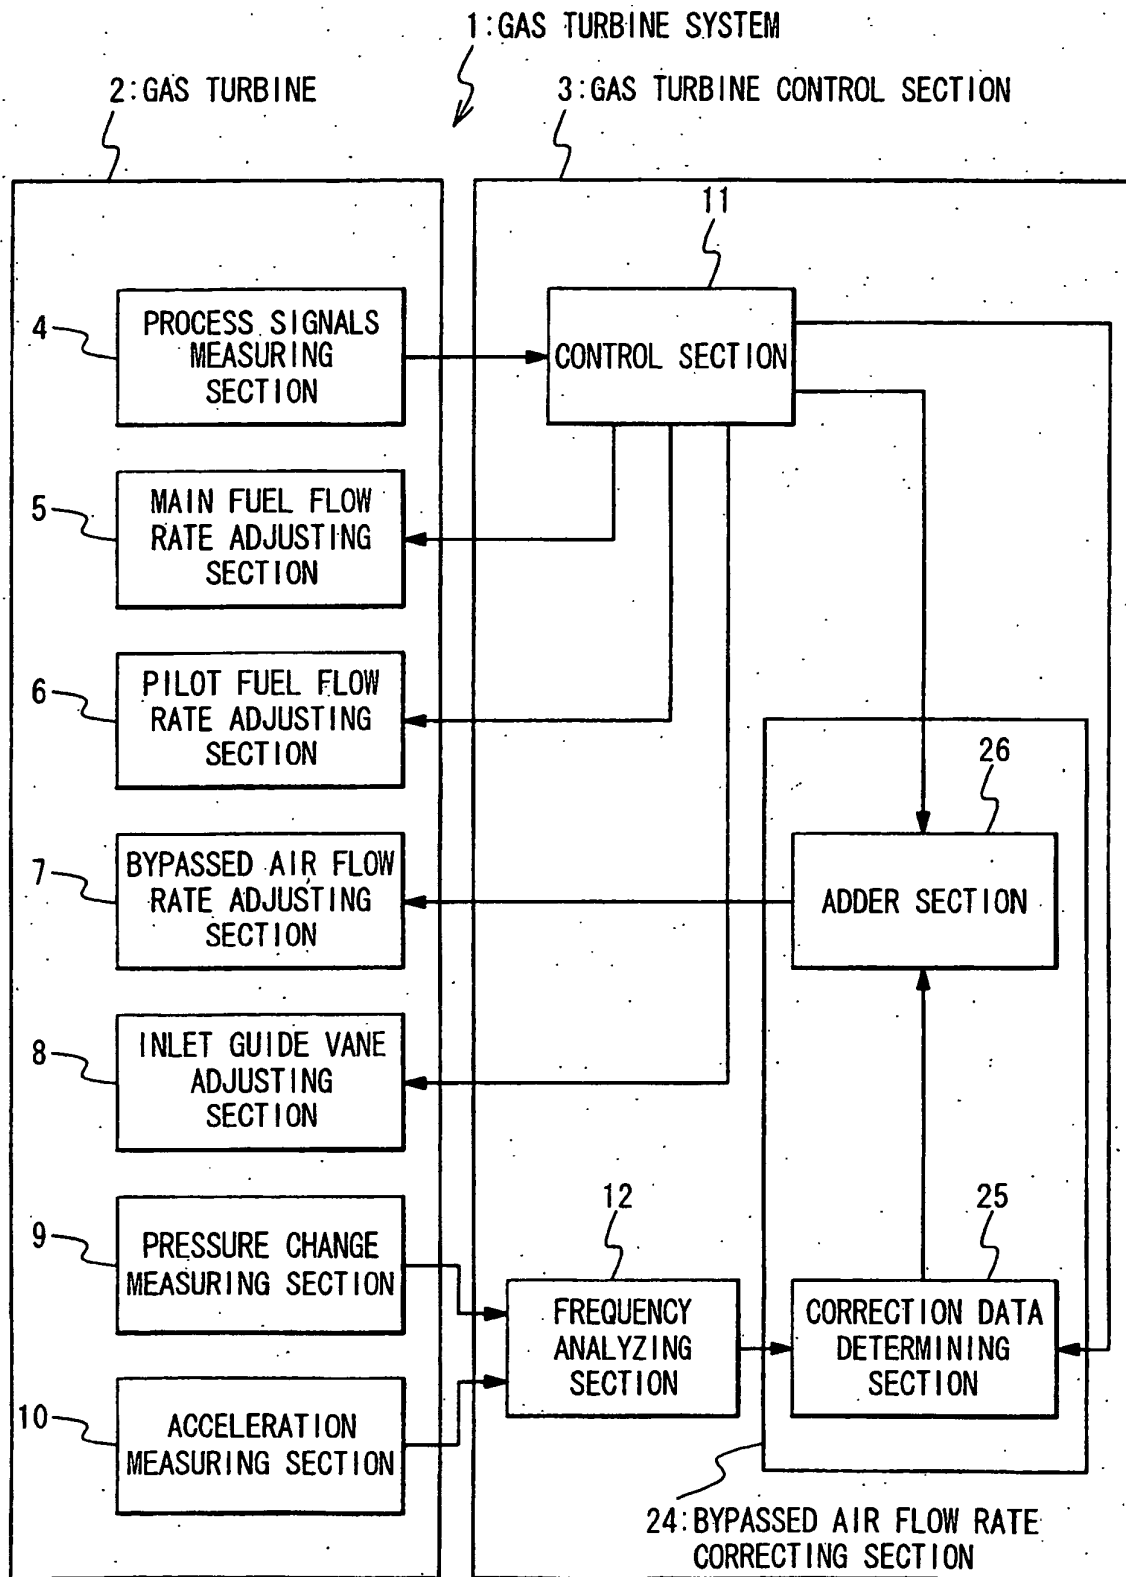 1:GAS TURBINE SYSTEM
2:GAS TURBINE
3:GAS TURBINE CONTROL SECTION
11
4
PROCESS SIGNALS
MEASURING
SECTION
CONTROL SECTION
5
MAIN FUEL FLOW
RATE ADJUSTING
SECTION
6
PILOT FUEL FLOW
RATE ADJUSTING
SECTION
26
7
BYPASSED AIR FLOW
RATE ADJUSTING
SECTION
ADDER SECTION
8
INLET GUIDE VANE
ADJUSTING
SECTION
12
25
9
PRESSURE CHANGE
MEASURING SECTION
FREQUENCY
ANALYZING
SECTION
CORRECTION DATA
DETERMINING
SECTION
10
ACCELERATION
MEASURING SECTION
24:BYPASSED AIR FLOW RATE
CORRECTING SECTION